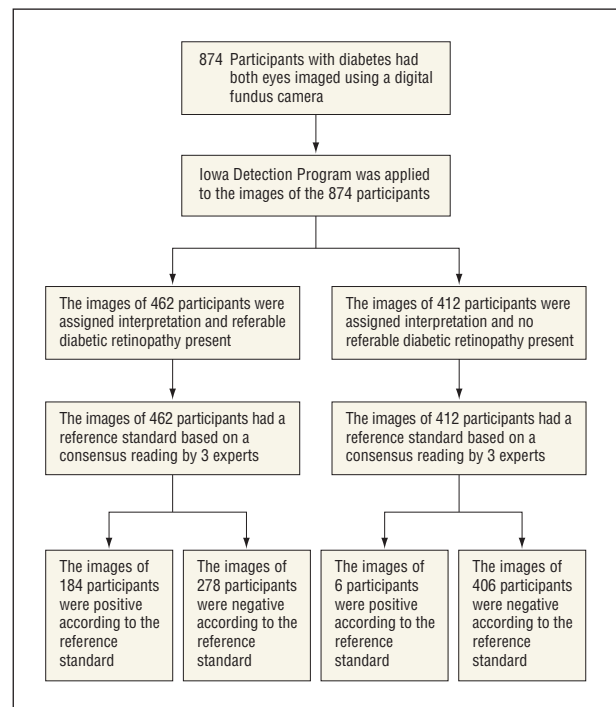 874 Participants with diabetes had
both eyes imaged using a digital
fundus camera
Iowa Detection Program was applied
to the images of the 874 participants
The images of 462 participants were
assigned interpretation and referable
diabetic retinopathy present
The images of 412 participants were
assigned interpretation and no
referable diabetic retinopathy present
The images of 462 participants had a
reference standard based on a
consensus reading by 3 experts
The images of 412 participants had a
reference standard based on a
consensus reading by 3 experts
The images of
184 participants
were positive
according to the
reference
standard
The images of
278 participants
were negative
according to the
reference
standard
The images of
6 participants
were positive
according to the
reference
standard
The images of
406 participants
were negative
according to the
reference
standard